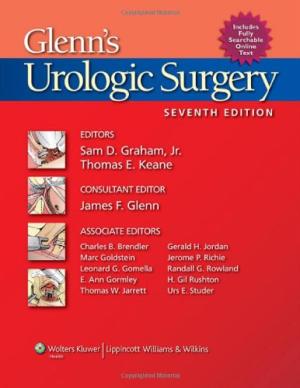 Glenn's
Urologic Surgery
SEVENTH EDITION
Includes
Fully
Searchable
Online
Text
EDITORS
Sam D. Graham, Jr.
Thomas E. Keane
CONSULTANT EDITOR
James F. Glenn
ASSOCIATE EDITORS
Charles B. Brendler
Marc Goldstein
Leonard G. Gomella
E. Ann Gormley
Thomas W. Jarrett
Gerald H. Jordan
Jerome P. Richie
Randall G. Rowland
H. Gil Rushton
Urs E. Studer
Wolters Kluwer | Lippincott Williams & Wilkins
Health